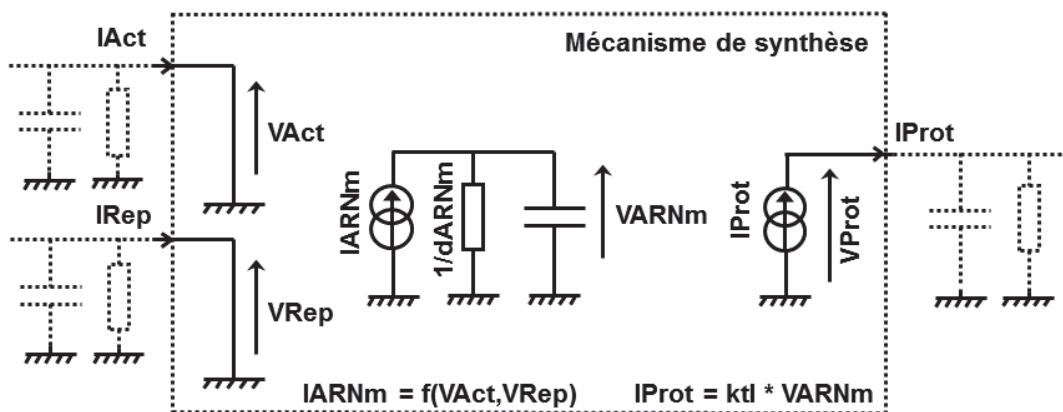 IAct
Mécanisme de synthèse
VAct
IProt
IARNm
1/dARNm
VARNm
IProt
VProt
IRep
VRep
IARNm = f(VAct,VRep)
IProt = ktl * VARNm